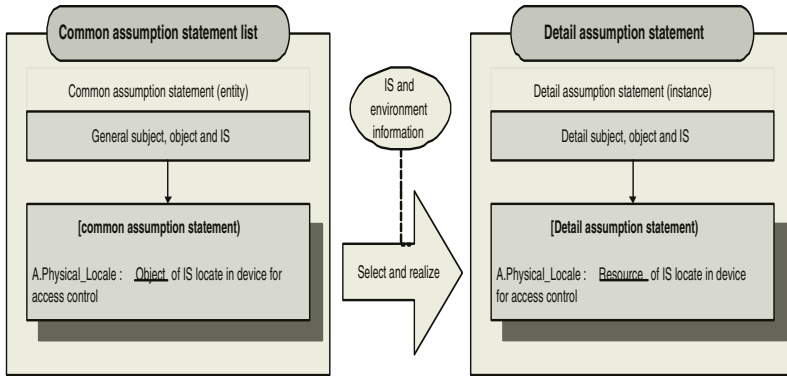 Common assumption statement list
Common assumption statement (entity)
General subject, object and IS
[common assumption statement)
A.Physical_Locale : Object of IS locate in device for
access control
IS and
environment
information
Select and realize
Detail assumption statement
Detail assumption statement (instance)
Detail subject, object and IS
[Detail assumption statement)
A.Physical_Locale : Resource of IS locate in device
for access control